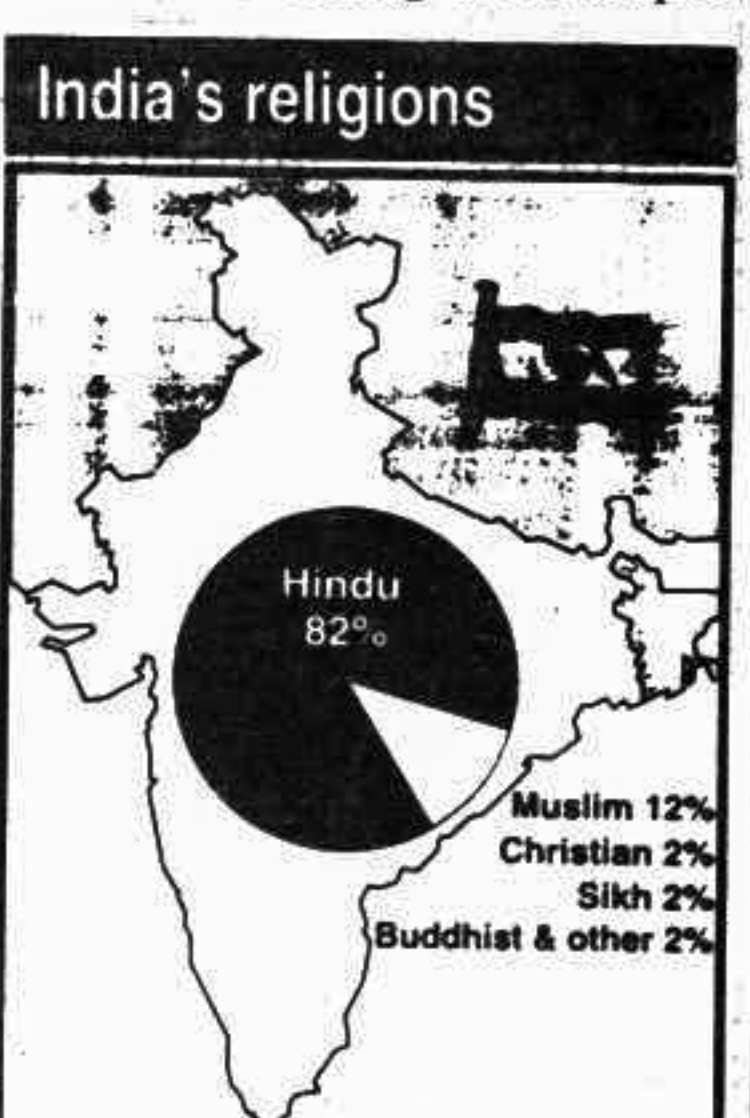 India's religions
Hindu
82%
Muslim 12%
Christian 2%
Sikh 2%
Buddhist & other 2%